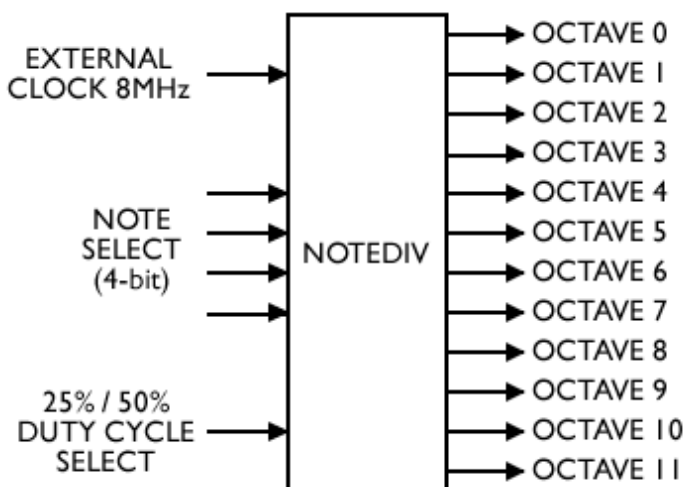 EXTERNAL
CLOCK 8MHz
NOTE
SELECT
(4-bit)
25% / 50%
DUTY CYCLE
SELECT
NOTEDIV
OCTAVE 0
OCTAVE 1
OCTAVE 2
OCTAVE 3
OCTAVE 4
OCTAVE 5
OCTAVE 6
OCTAVE 7
OCTAVE 8
OCTAVE 9
OCTAVE 10
OCTAVE 11